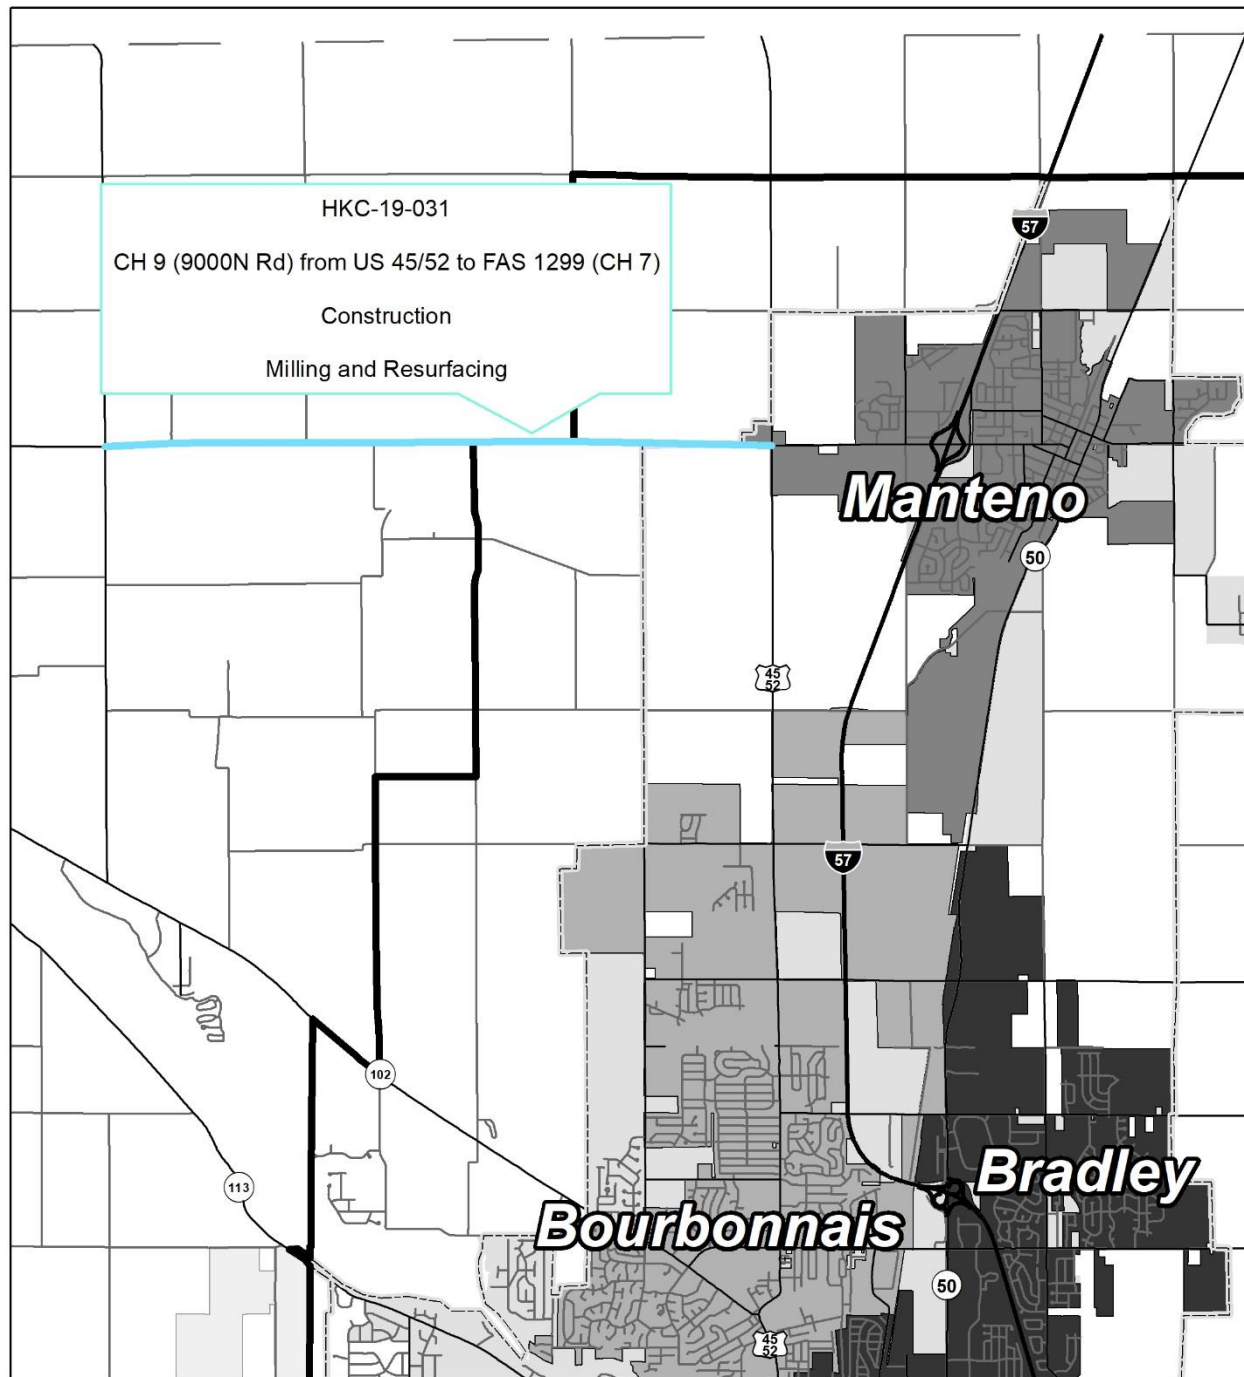 HKC-19-031
CH 9 (9000N Rd) from US 45/52 to FAS 1299 (CH 7)
Construction
Milling and Resurfacing
57
Manteno
50
45
52
57
102
113
Bradley
Bourbonnais
50
45
52